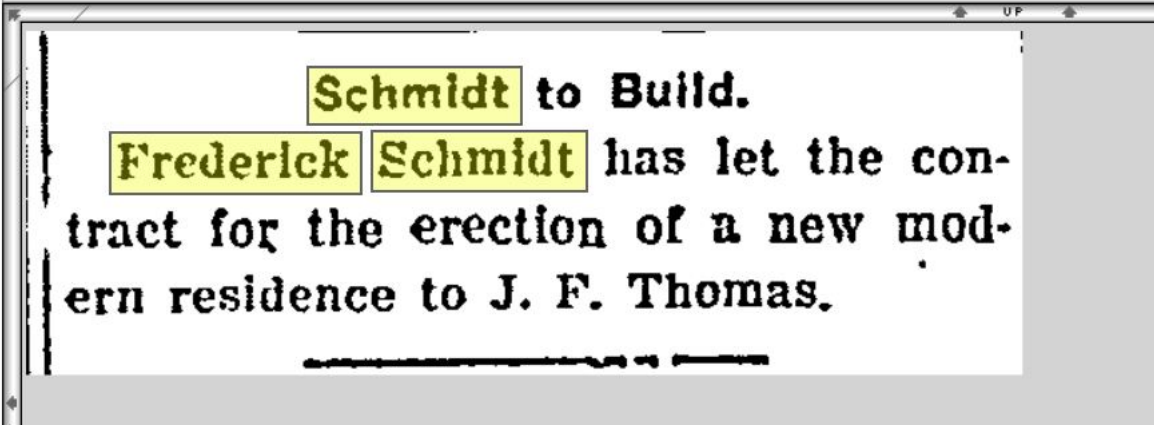 UP
Schmidt to Build.
Frederick Schmidt has let the con-
tract for the erection of a new mod-
ern residence to J. F. Thomas.